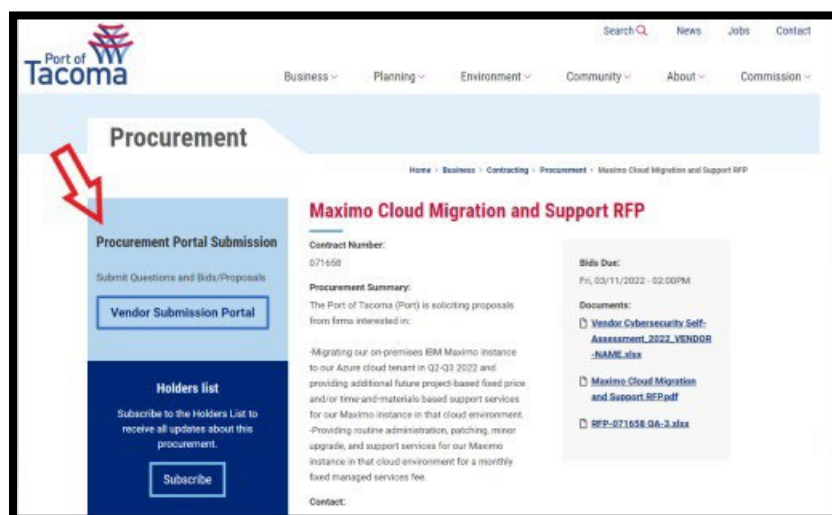 Port of
Tacoma
Search
News
Jobs
Contact
Business
Planning
Environment
Community
About
Commission
Procurement
Home > Business > Contracting > Procurement > Maximo Cloud Migration and Support RFP
Procurement Portal Submission
Submit Questions and Bids/Proposals
Vendor Submission Portal
Holders list
Subscribe to the Holders List to
receive all updates about this
procurement.
Subscribe
Maximo Cloud Migration and Support RFP
Contract Number:
071658
Procurement Summary:
The Port of Tacoma (Port) is soliciting proposals
from firms interested in:
-Migrating our on-premises IBM Maximo instance
to our Azure cloud tenant in Q2-Q3 2022 and
providing additional future project-based fixed price
and/or time-and-materials based support services
for our Maximo instance in that cloud environment.
-Providing routine administration, patching, minor
upgrade, and support services for our Maximo
instance in that cloud environment for a monthly
fixed managed services fee.
Contact:
Bids Due:
Fri, 03/11/2022 - 02:00PM
Documents:
Vendor Cybersecurity Self-
Assessment_2022_VENDOR
-NAME.xlsx
Maximo Cloud Migration
and Support RFP.pdf
RFP-071658 QA-3.xlsx